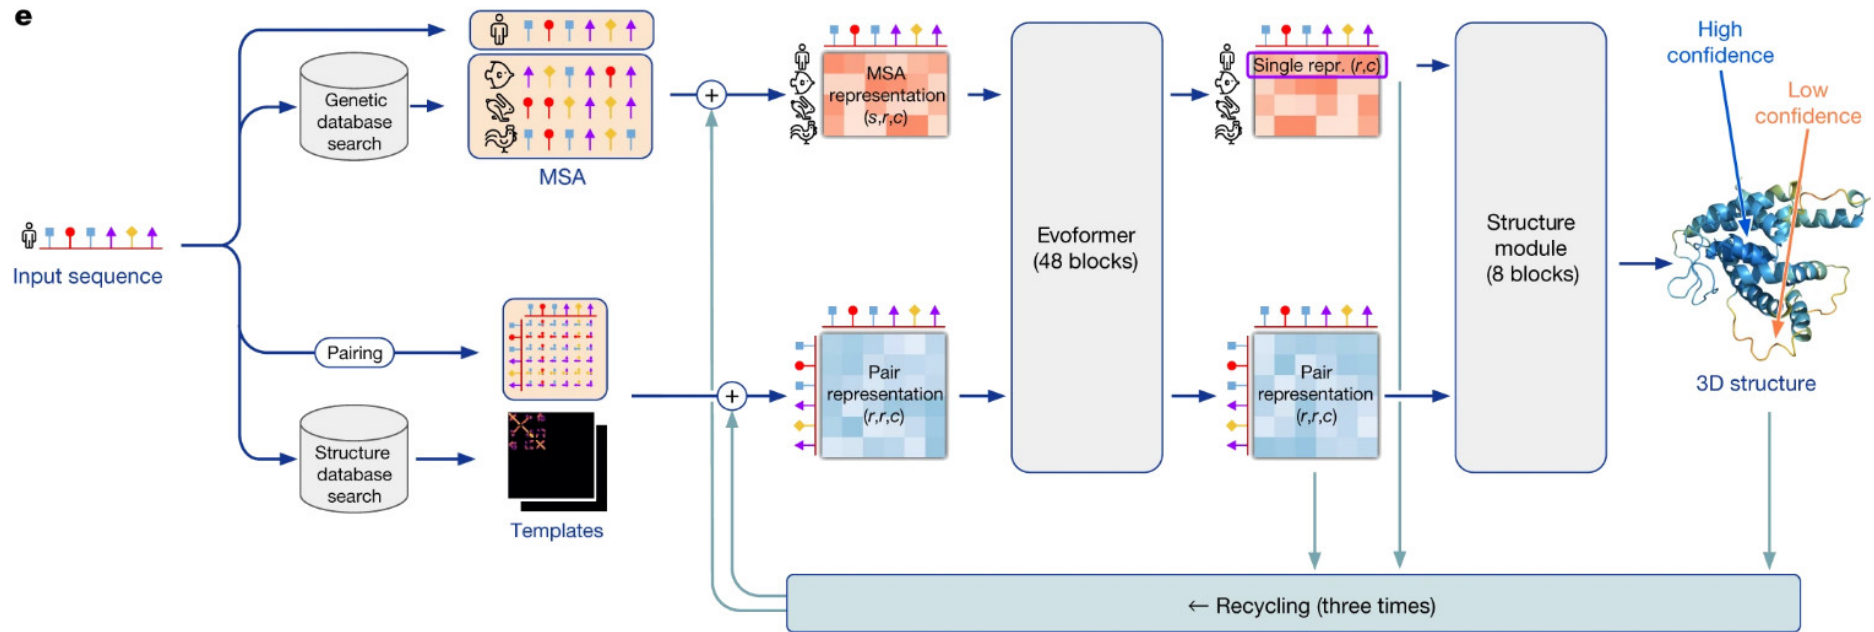 e
Input sequence
Genetic
database
search
MSA
Pairing
Structure
database
search
Templates
+
+
MSA
representation
(s,r,c)
Pair
representation
(r,r,c)
Evoformer
(48 blocks)
Single repr. (r,c)
Pair
representation
(r,r,c)
Structure
module
(8 blocks)
High
confidence
Low
confidence
3D structure
← Recycling (three times)